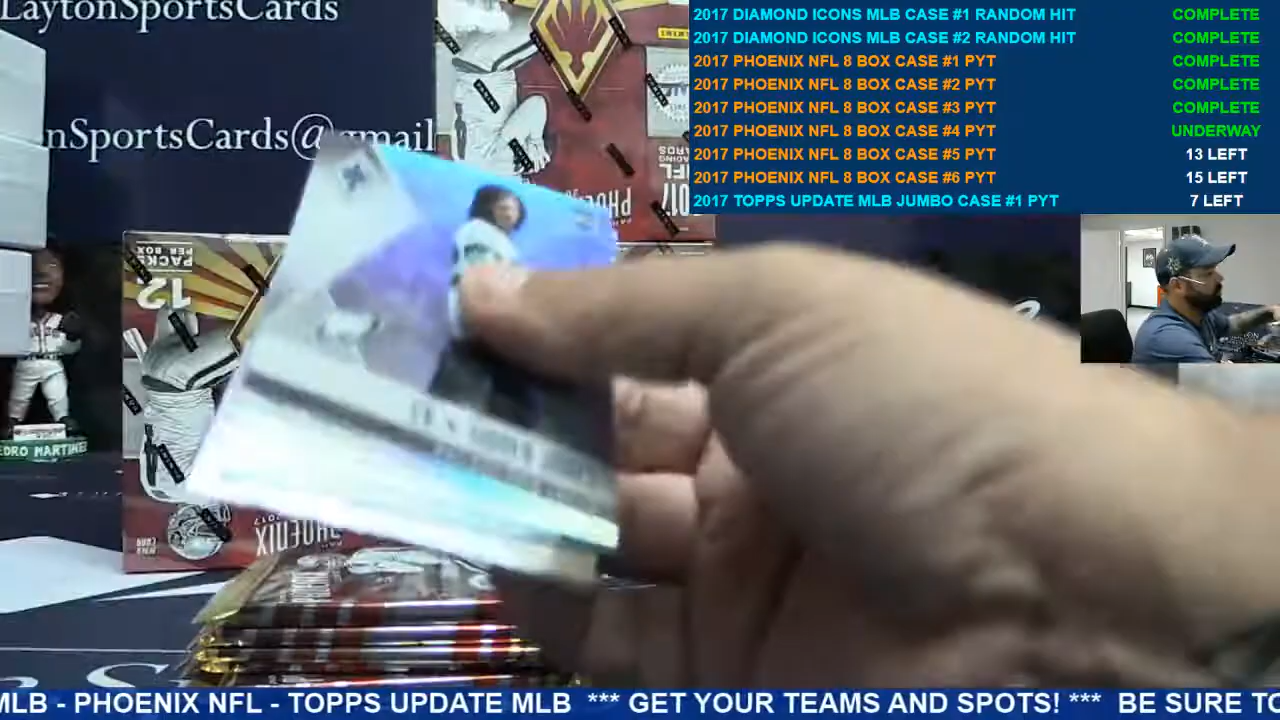 LaytonSportsCards
nSportsCards@gmail
2017 DIAMOND ICONS MLB CASE #1 RANDOM HIT COMPLETE
2017 DIAMOND ICONS MLB CASE #2 RANDOM HIT COMPLETE
2017 PHOENIX NFL 8 BOX CASE #1 PYT COMPLETE
2017 PHOENIX NFL 8 BOX CASE #2 PYT COMPLETE
2017 PHOENIX NFL 8 BOX CASE #3 PYT COMPLETE
2017 PHOENIX NFL 8 BOX CASE #4 PYT UNDERWAY
2017 PHOENIX NFL 8 BOX CASE #5 PYT 13 LEFT
2017 PHOENIX NFL 8 BOX CASE #6 PYT 15 LEFT
2017 TOPPS UPDATE MLB JUMBO CASE #1 PYT 7 LEFT
PACKS
PER BOX
12
EDRO MARTINE
2017
PHOENIX
MLB - PHOENIX NFL - TOPPS UPDATE MLB *** GET YOUR TEAMS AND SPOTS! *** BE SURE TO